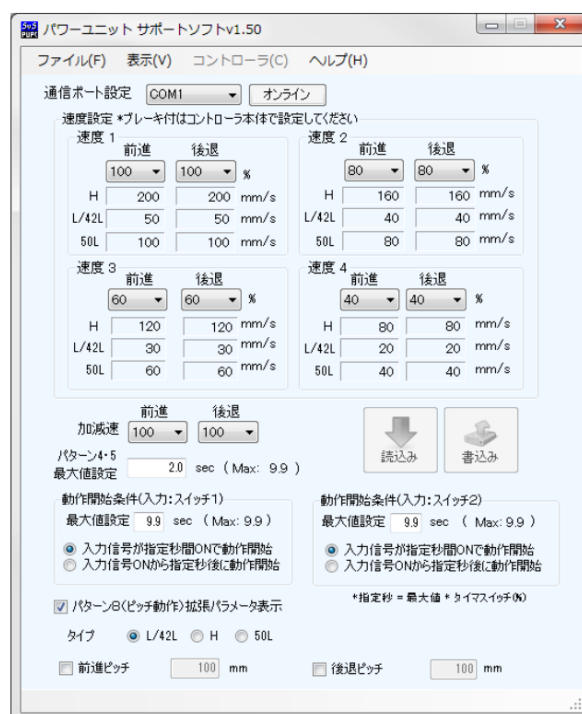 SUS PUPC パワーユニット サポートソフトv1.50
ファイル(F) 表示(V) コントローラ(C) ヘルプ(H)
通信ポート設定 COM1 オンライン
速度設定 *ブレーキ付はコントローラ本体で設定してください
速度 1
前進 後退
100 100 %
H 200 200 mm/s
L/42L 50 50 mm/s
50L 100 100 mm/s
速度 2
前進 後退
80 80 %
H 160 160 mm/s
L/42L 40 40 mm/s
50L 80 80 mm/s
速度 3
前進 後退
60 60 %
H 120 120 mm/s
L/42L 30 30 mm/s
50L 60 60 mm/s
速度 4
前進 後退
40 40 %
H 80 80 mm/s
L/42L 20 20 mm/s
50L 40 40 mm/s
前進 後退
加減速 100 100
パターン4・5
最大値設定 2.0 sec ( Max: 9.9 )
読込み 書込み
動作開始条件(入力:スイッチ1)
最大値設定 9.9 sec ( Max: 9.9 )
入力信号が指定秒間ONで動作開始
入力信号ONから指定秒後に動作開始
動作開始条件(入力:スイッチ2)
最大値設定 9.9 sec ( Max: 9.9 )
入力信号が指定秒間ONで動作開始
入力信号ONから指定秒後に動作開始
*指定秒 = 最大値 * タイマスイッチ(%)
パターン8(ピッチ動作)拡張パラメータ表示
タイプ L/42L H 50L
前進ピッチ 100 mm 後退ピッチ 100 mm